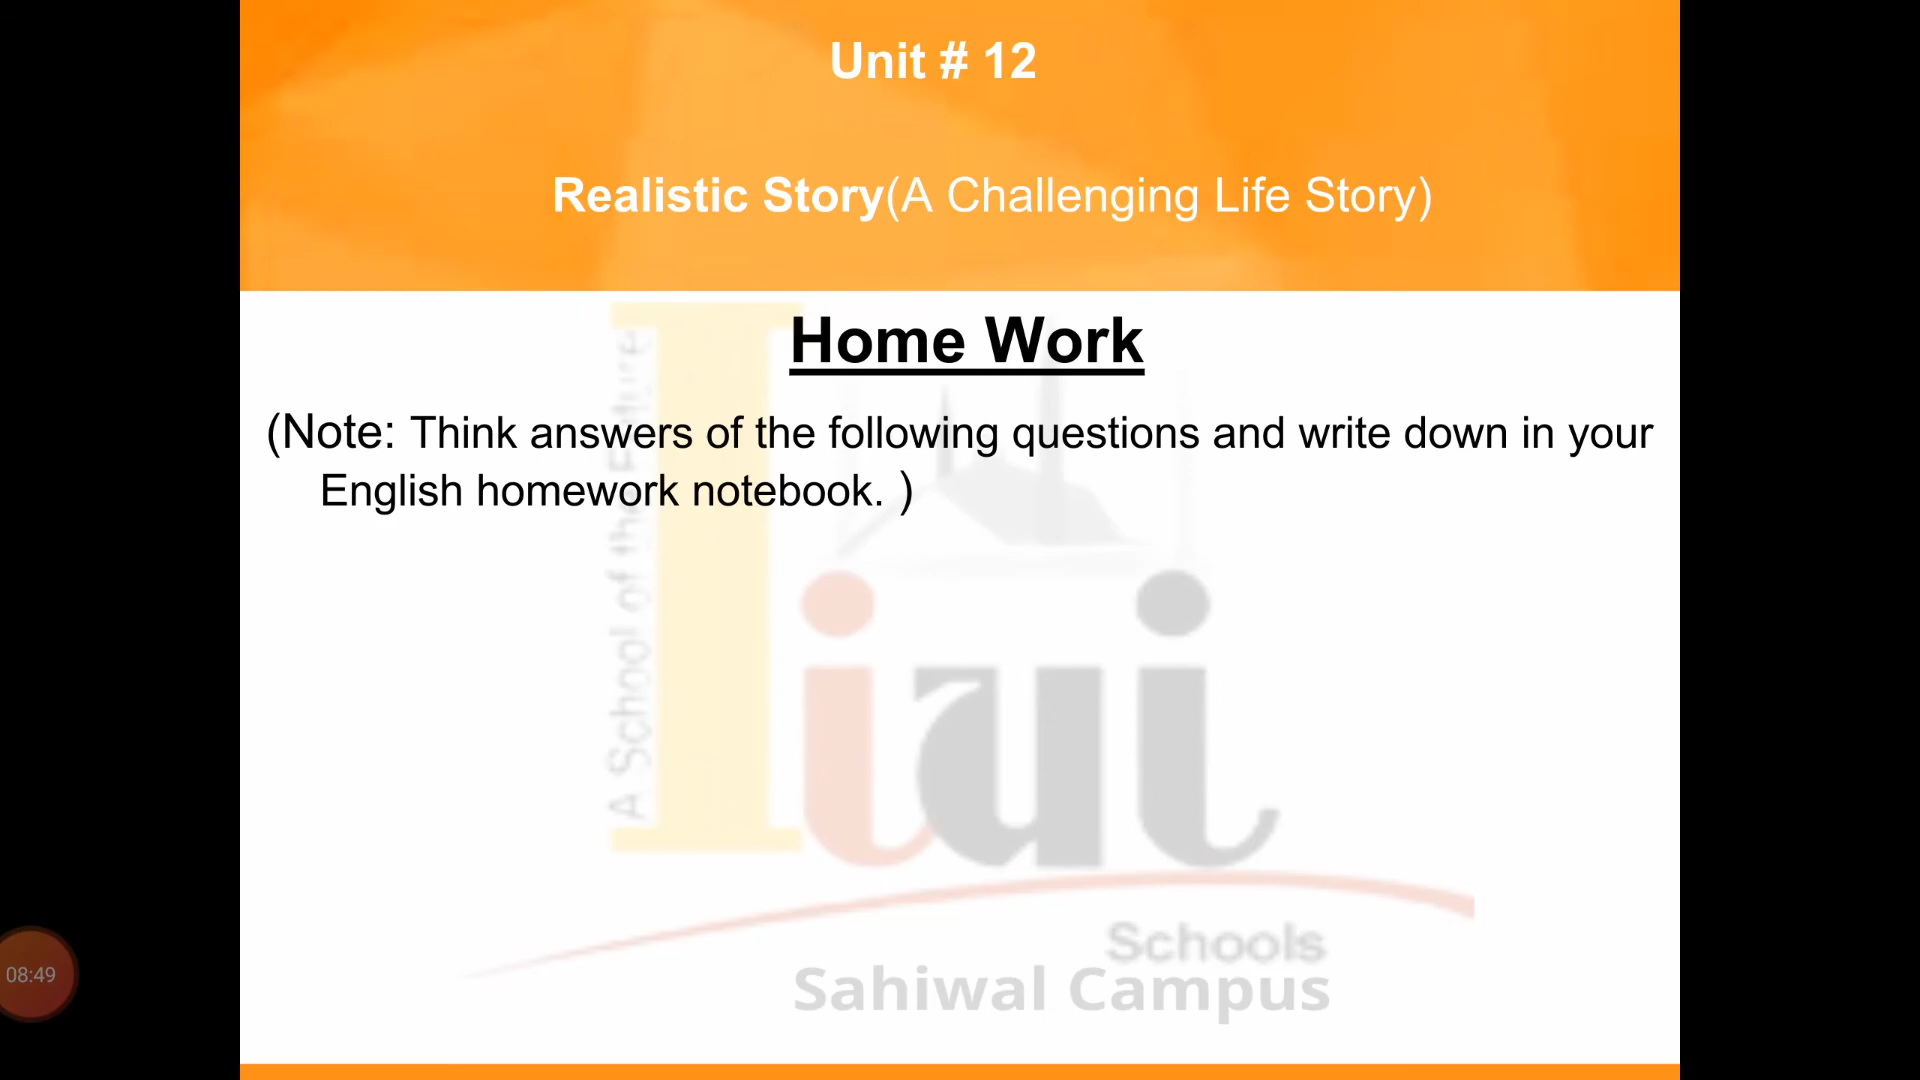 Unit # 12
Realistic Story(A Challenging Life Story)
Home Work
(Note: Think answers of the following questions and write down in your
English homework notebook. )
A School of the Future
Iiui
Schools
Sahiwal Campus
08:49